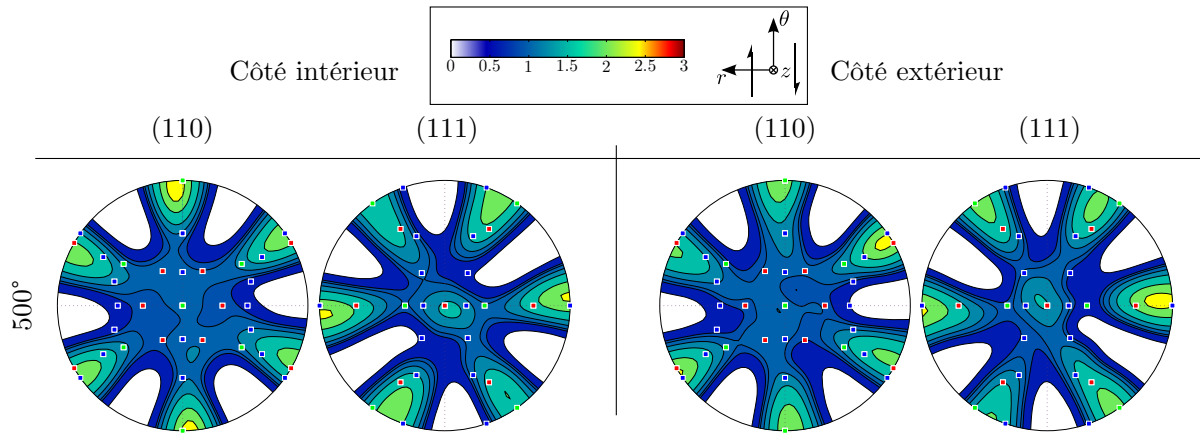 θ
0 0.5 1 1.5 2 2.5 3
r z
Côté intérieur Côté extérieur
(110) (111) (110) (111)
500°